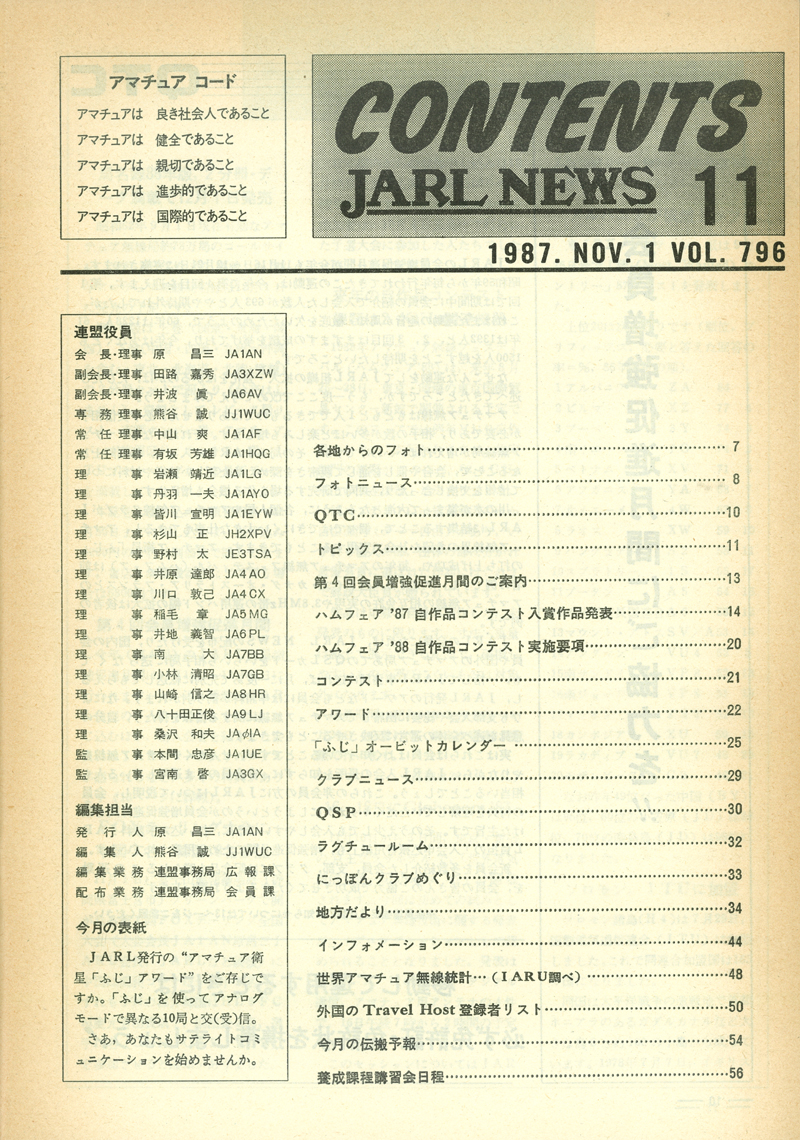 アマチュア コード
アマチュアは 良き社会人であること
アマチュアは 健全であること
アマチュアは 親切であること
アマチュアは 進歩的であること
アマチュアは 国際的であること
CONTENTS
JARL NEWS 11
1987. NOV. 1 VOL. 796
連盟役員
会長・理事 原 昌三 JA1AN
副会長・理事 田路 嘉秀 JA3XZW
副会長・理事 井波 眞 JA6AV
専務理事 熊谷 誠 JJ1WUC
常任理事 中山 爽 JA1AF
常任理事 有坂 芳雄 JA1HQG
理事 岩瀬 靖近 JA1LG
理事 丹羽 一夫 JA1AYO
理事 皆川 宣明 JA1EYW
理事 杉山 正 JH2XPV
理事 野村 太 JE3TSA
理事 井原 達郎 JA4AO
理事 川口 敦己 JA4CX
理事 稲毛 章 JA5MG
理事 井地 義智 JA6PL
理事 南 大 JA7BB
理事 小林 清昭 JA7GB
理事 山崎 信之 JA8HR
理事 八十田正俊 JA9LJ
理事 桑沢 和夫 JAφIA
監事 本間 忠彦 JA1UE
監事 宮南 啓 JA3GX
編集担当
発行人 原 昌三 JA1AN
編集人 熊谷 誠 JJ1WUC
編集業務 連盟事務局 広報課
配布業務 連盟事務局 会員課
今月の表紙
JARL発行の“アマチュア衛
星「ふじ」アワード”をご存じで
すか。「ふじ」を使ってアナログ
モードで異なる10局と交(受)信。
さあ，あなたもサテライトコミ
ュニケーションを始めませんか。
各地からのフォト…… 7
フォトニュース…… 8
QTC……10
トピックス……11
第4回会員増強促進月間のご案内……13
ハムフェア '87 自作品コンテスト入賞作品発表……14
ハムフェア '88 自作品コンテスト実施要項……20
コンテスト……21
アワード……22
「ふじ」オービットカレンダー ……25
クラブニュース……29
QSP……30
ラグチュールーム……32
にっぽんクラブめぐり……33
地方だより……34
インフォメーション……44
世界アマチュア無線統計…(IARU調べ) ……48
外国の Travel Host 登録者リスト……50
今月の伝搬予報……54
養成課程講習会日程……56